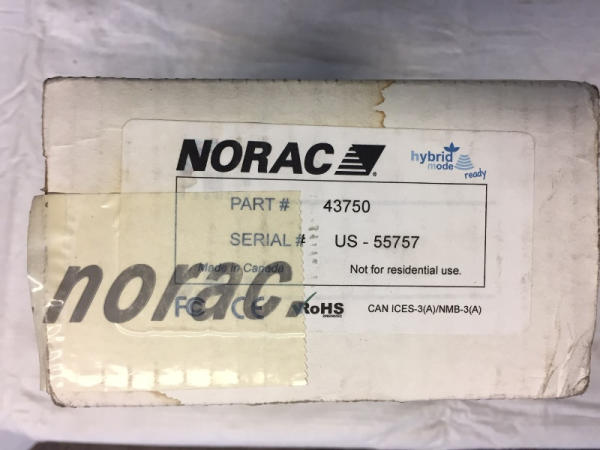 NORAC
hybrid
mode
ready
PART # 43750
SERIAL # US - 55757
Made in Canada Not for residential use.
norac.
FC CE RoHS CAN ICES-3(A)/NMB-3(A)